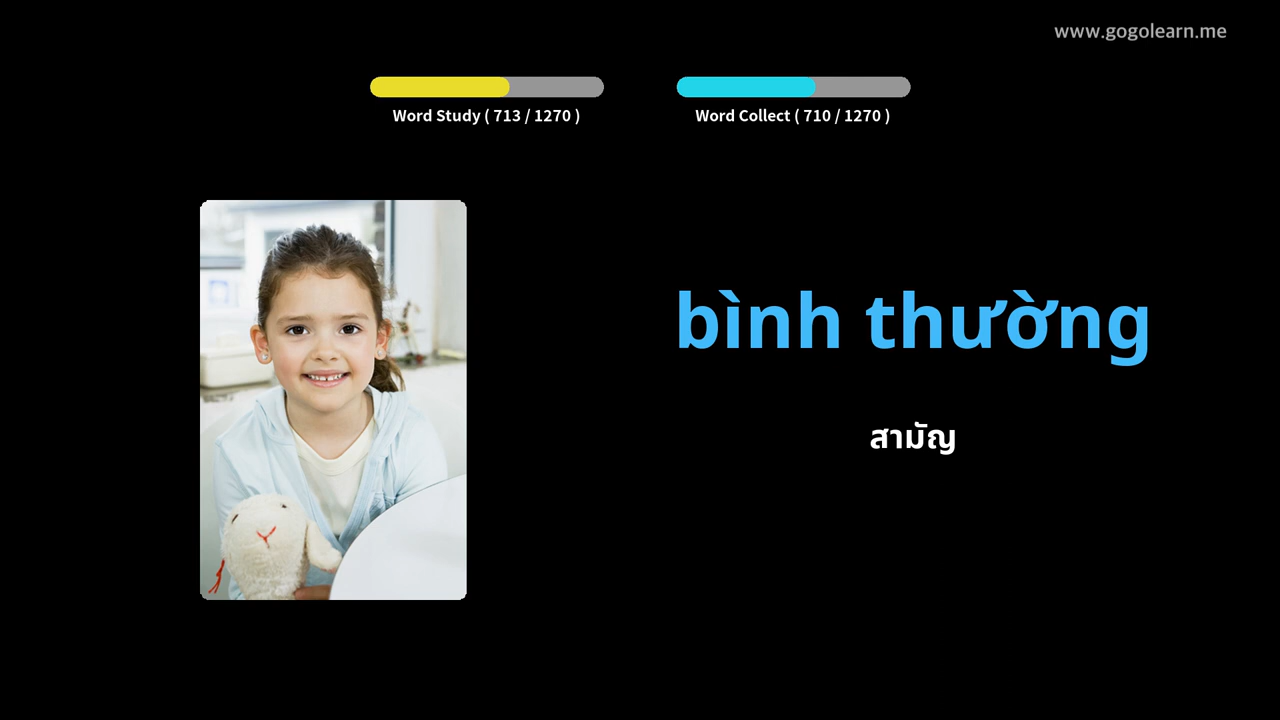 www.gogolearn.me
Word Study ( 713 / 1270 )
Word Collect ( 710 / 1270 )
bình thường
สามัญ